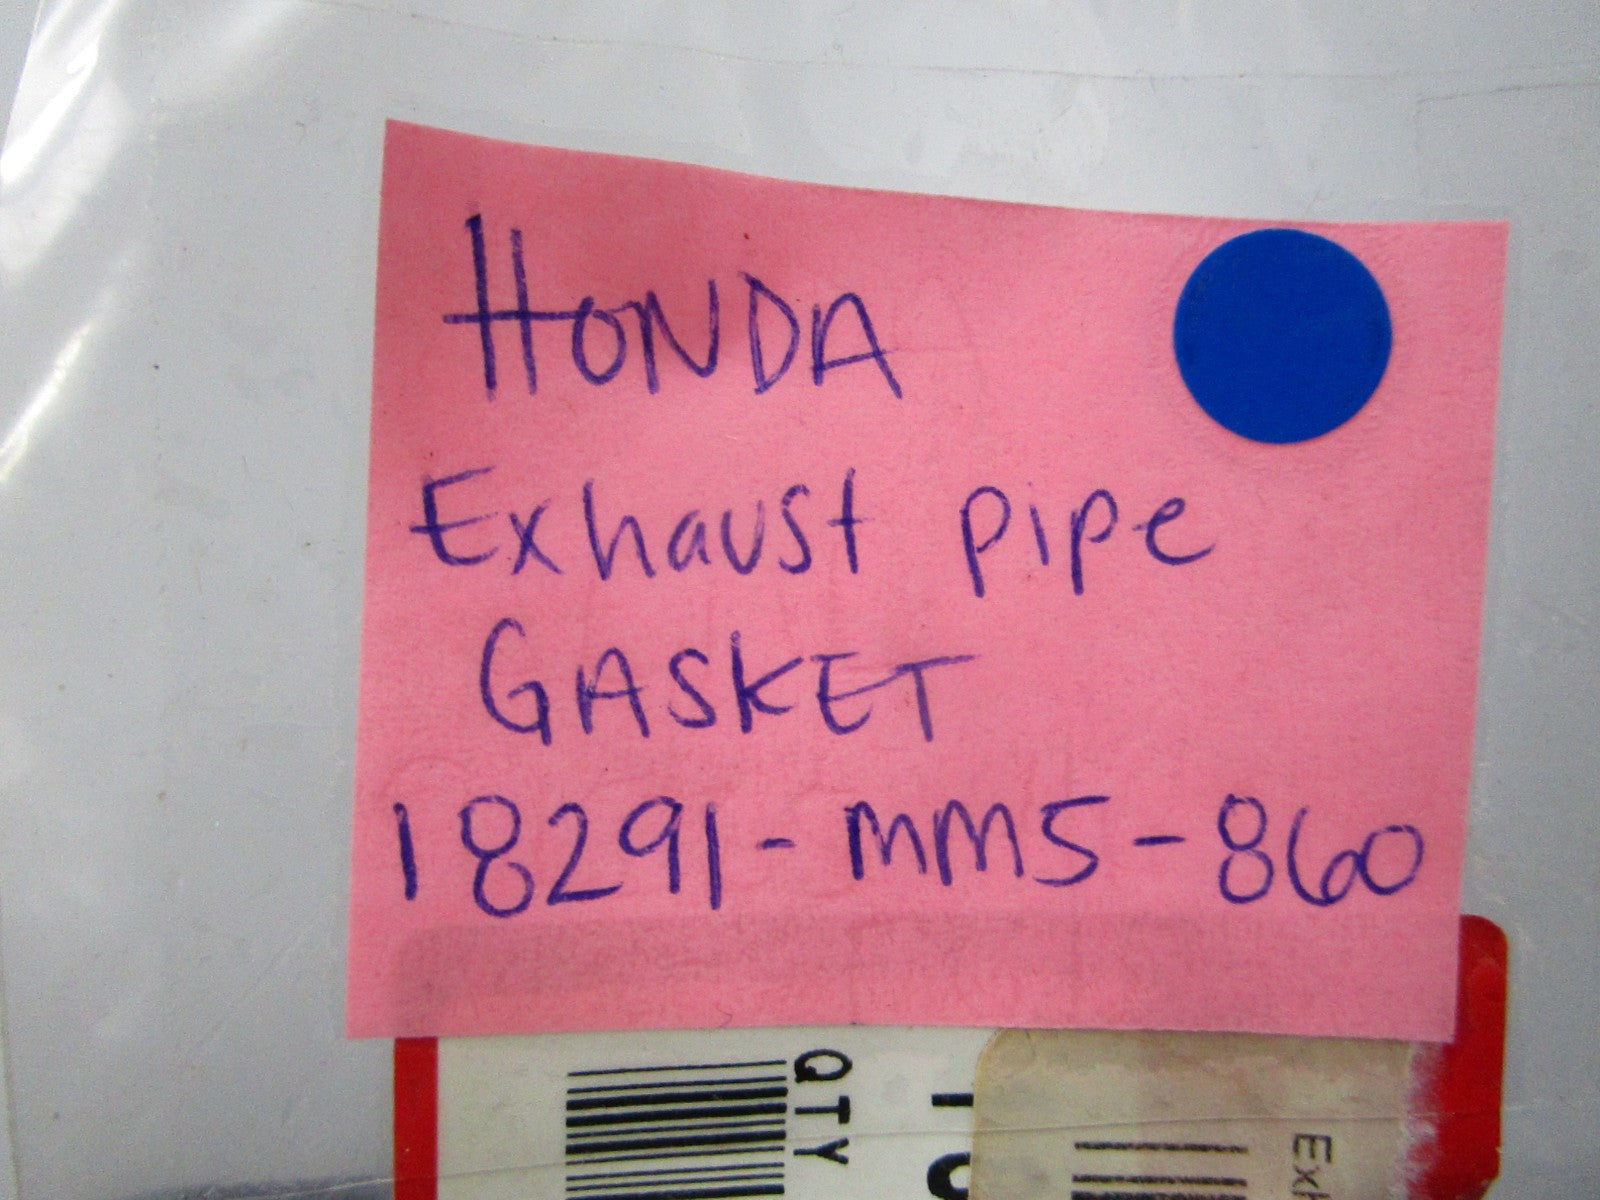 HONDA
Exhaust pipe
GASKET
18291-MM5-860
QTY